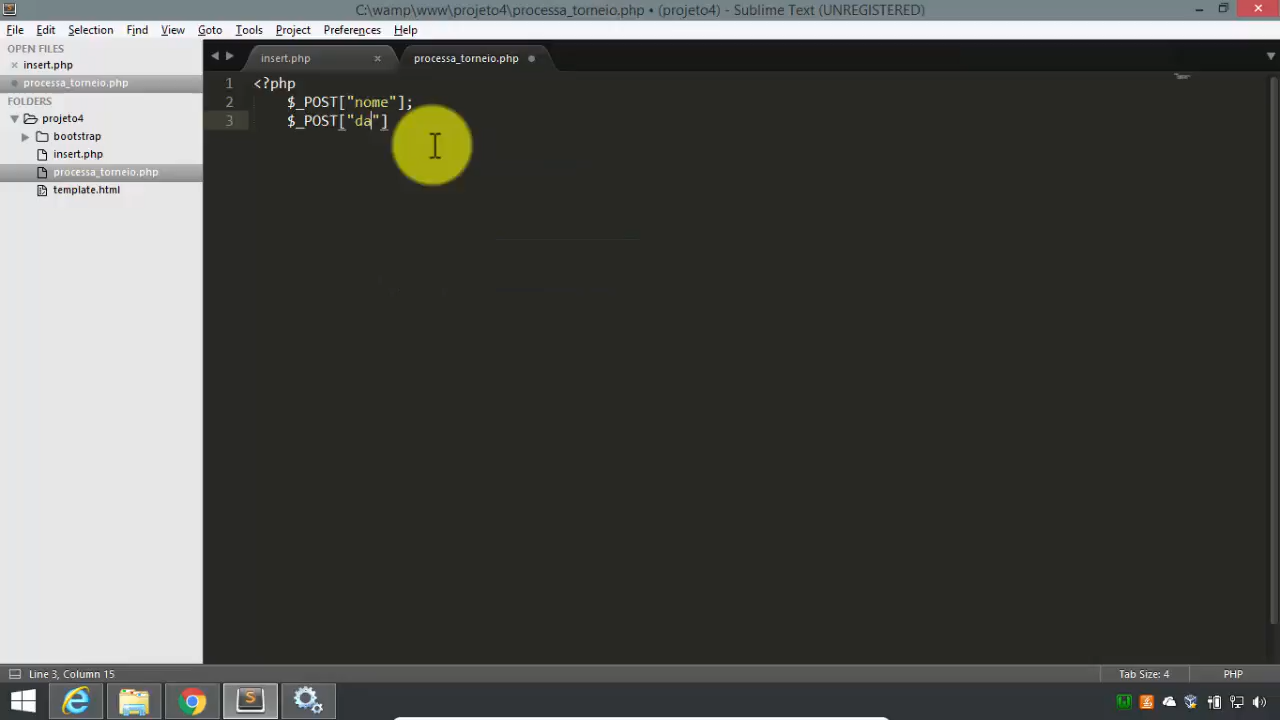 C:\wamp\www\projeto4\processa_torneio.php • (projeto4) - Sublime Text (UNREGISTERED)
File Edit Selection Find View Goto Tools Project Preferences Help
OPEN FILES
insert.php
processa_torneio.php
FOLDERS
projeto4
bootstrap
insert.php
processa_torneio.php
template.html
insert.php
processa_torneio.php
1 <?php
2 $_POST["nome"];
3 $_POST["da"]
Line 3, Column 15
Tab Size: 4
PHP